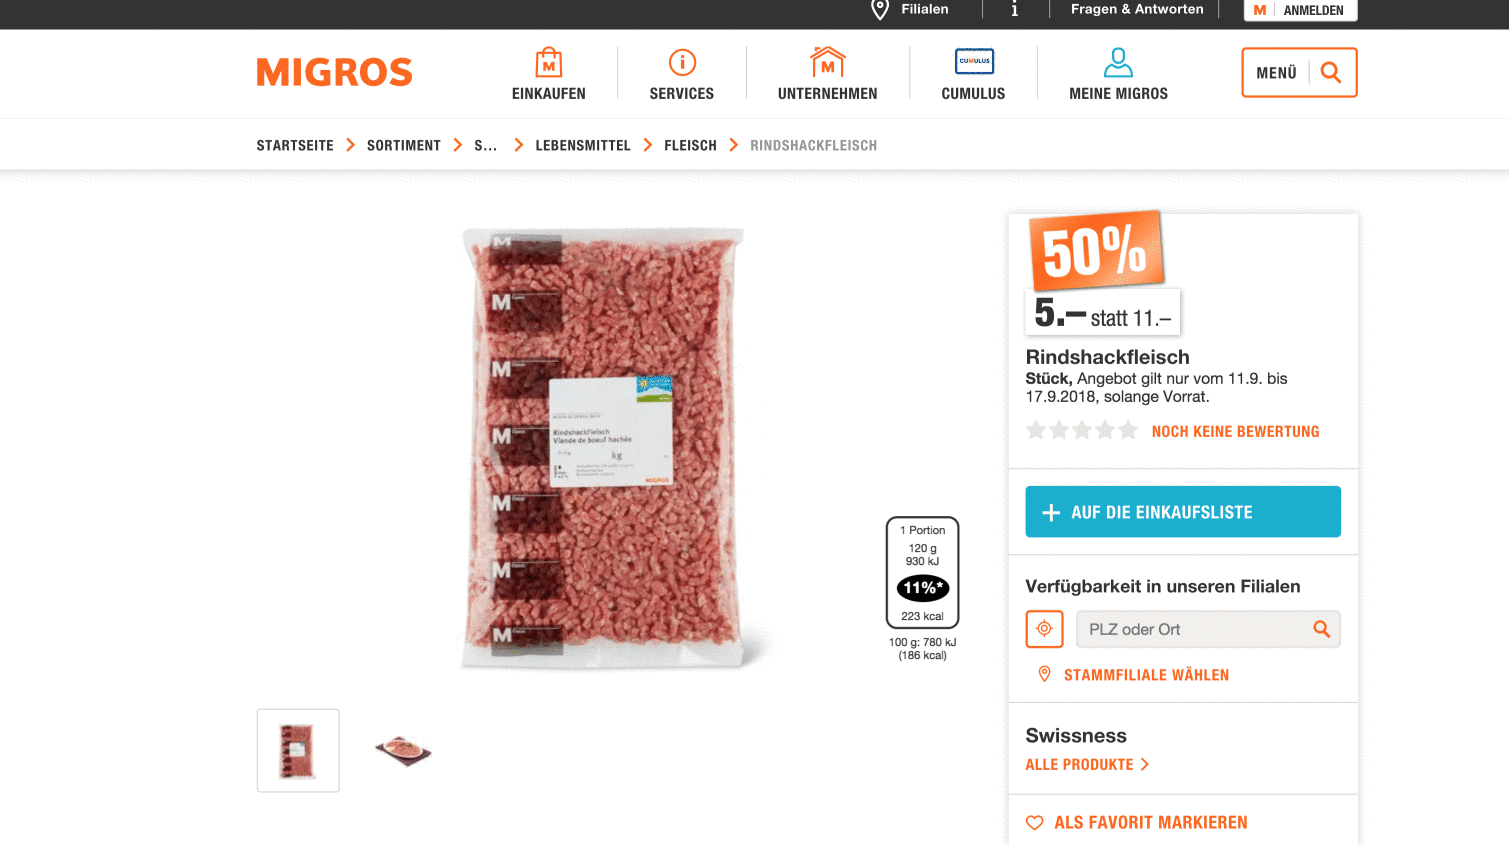 Filialen
i
Fragen & Antworten
M ANMELDEN
MIGROS
M
EINKAUFEN
i
SERVICES
M
UNTERNEHMEN
CUMULUS
CUMULUS
MEINE MIGROS
MENÜ
STARTSEITE
SORTIMENT
S...
LEBENSMITTEL
FLEISCH
RINDSHACKFLEISCH
M
M
M
M
M
M
M
Rindshackfleisch
Viande de boeuf hachée
kg
MIGROS
1 Portion
120 g
930 kJ
11%*
223 kcal
100 g: 780 kJ
(186 kcal)
50%
5.– statt 11.–
Rindshackfleisch
Stück, Angebot gilt nur vom 11.9. bis
17.9.2018, solange Vorrat.
NOCH KEINE BEWERTUNG
+ AUF DIE EINKAUFSLISTE
Verfügbarkeit in unseren Filialen
PLZ oder Ort
STAMMFILIALE WÄHLEN
Swissness
ALLE PRODUKTE
ALS FAVORIT MARKIEREN